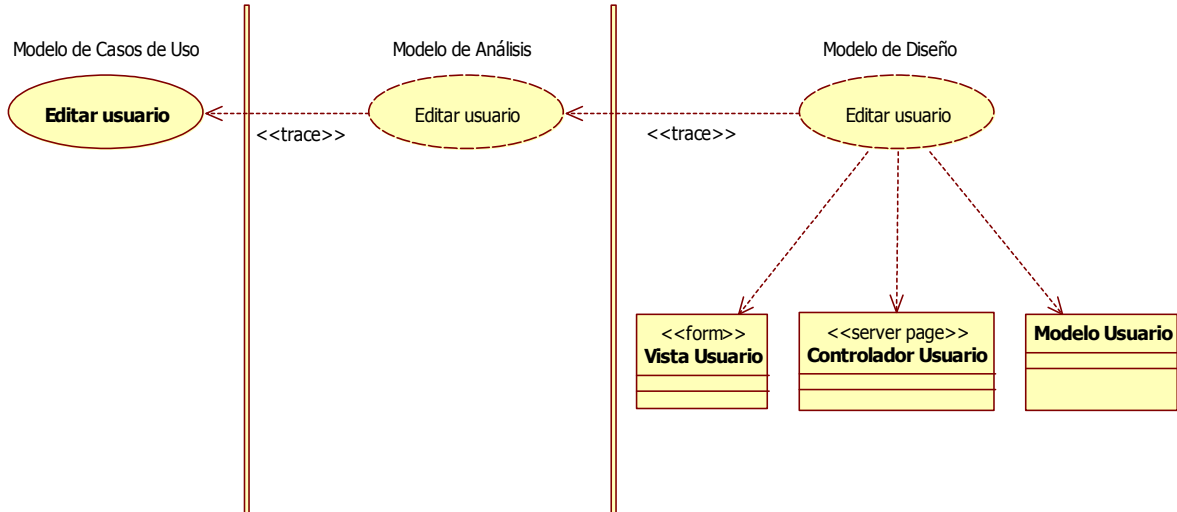 Modelo de Casos de Uso
Modelo de Análisis
Modelo de Diseño
Editar usuario
Editar usuario
Editar usuario
<<trace>>
<<trace>>
<<form>>
Vista Usuario
<<server page>>
Controlador Usuario
Modelo Usuario